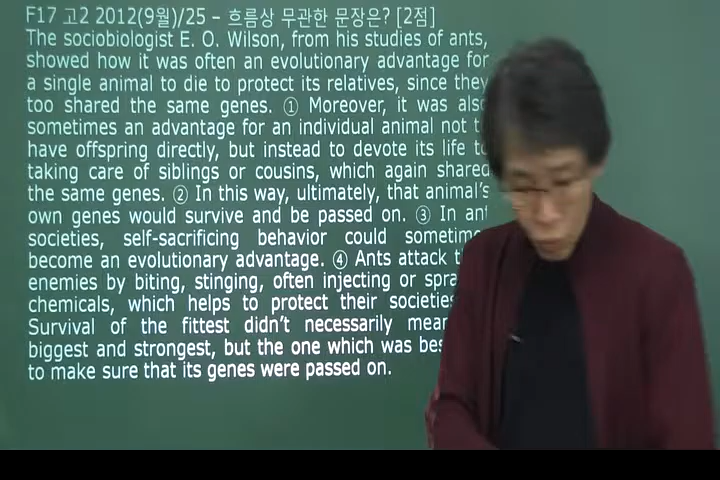 F17 고2 2012(9월)/25 – 흐름상 무관한 문장은? [2점]
The sociobiologist E. O. Wilson, from his studies of ants,
showed how it was often an evolutionary advantage for
a single animal to die to protect its relatives, since they
too shared the same genes. ① Moreover, it was also
sometimes an advantage for an individual animal not
have offspring directly, but instead to devote its life to
taking care of siblings or cousins, which again shared
the same genes. ② In this way, ultimately, that animal's
own genes would survive and be passed on. ③ In ant
societies, self-sacrificing behavior could
become an evolutionary advantage. ④ Ants attack
enemies by biting, stinging, often injecting or
chemicals, which helps to protect their
Survival of the fittest didn't necessarily
biggest and strongest, but the one which was
to make sure that its genes were passed on.